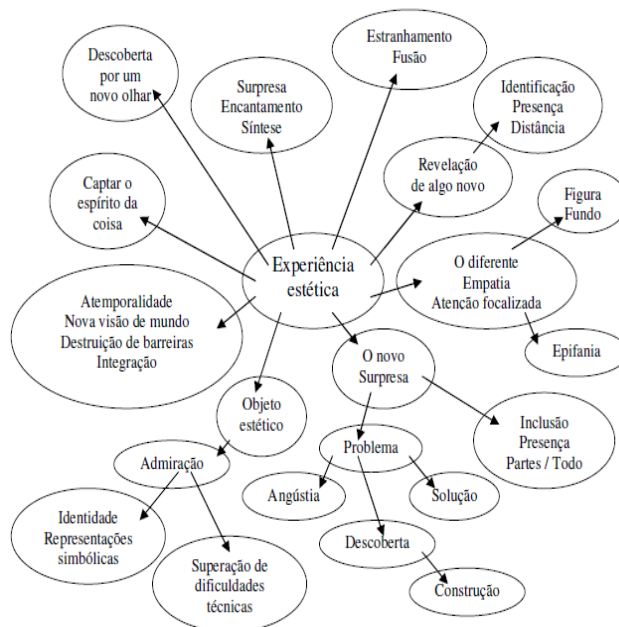 Estranhamento
Fusão
Descoberta
por um
novo olhar
Surpresa
Encantamento
Síntese
Identificação
Presença
Distância
Revelação
de algo novo
Captar o
espírito da
coisa
Figura
Fundo
Experiência
estética
O diferente
Empatia
Atenção focalizada
Atemporalidade
Nova visão de mundo
Destruição de barreiras
Integração
Epifania
O novo
Surpresa
Objeto
estético
Inclusão
Presença
Partes / Todo
Problema
Admiração
Angústia
Solução
Identidade
Representações
simbólicas
Descoberta
Superação de
dificuldades
técnicas
Construção